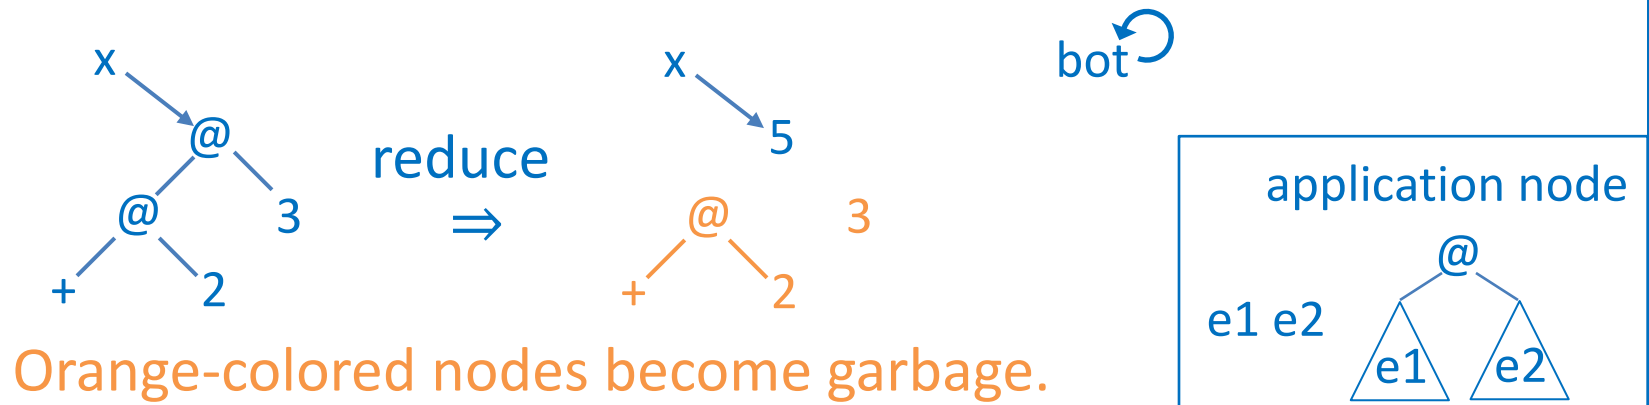 x
@
@ 3
+ 2
reduce
⇒
x
5
@ 3
+ 2
Orange-colored nodes become garbage.
bot
application node
@
e1 e2
e1 e2